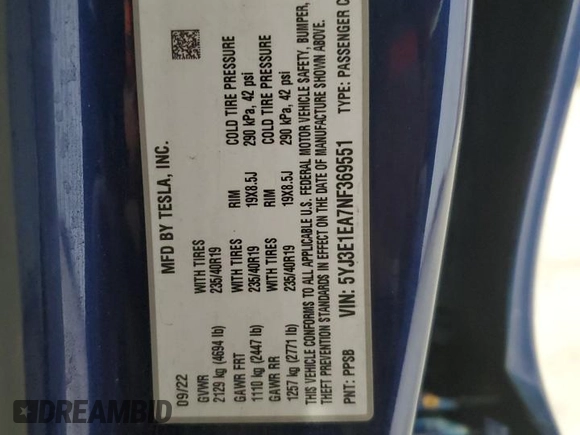 MFD BY TESLA, INC.
09/22
GVWR WITH TIRES RIM COLD TIRE PRESSURE
2129 kg (4694 lb) 235/40R19 19X8.5J 290 kPa, 42 psi
GAWR FRT WITH TIRES RIM COLD TIRE PRESSURE
1110 kg (2447 lb) 235/40R19 19X8.5J 290 kPa, 42 psi
GAWR RR
1257 kg (2771 lb) 235/40R19
THIS VEHICLE CONFORMS TO ALL APPLICABLE U.S. FEDERAL MOTOR VEHICLE SAFETY, BUMPER,
THEFT PREVENTION STANDARDS IN EFFECT ON THE DATE OF MANUFACTURE SHOWN ABOVE.
VIN: 5YJ3E1EA7NF369551
PNT: PPSB TYPE: PASSENGER
DREAMBID